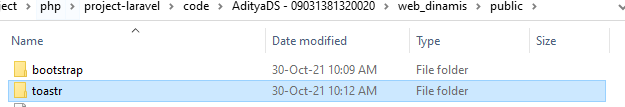 ject > php > project-laravel > code > AdityaDS - 09031381320020 > web_dinamis > public >
Name Date modified Type Size
bootstrap 30-Oct-21 10:09 AM File folder
toastr 30-Oct-21 10:12 AM File folder